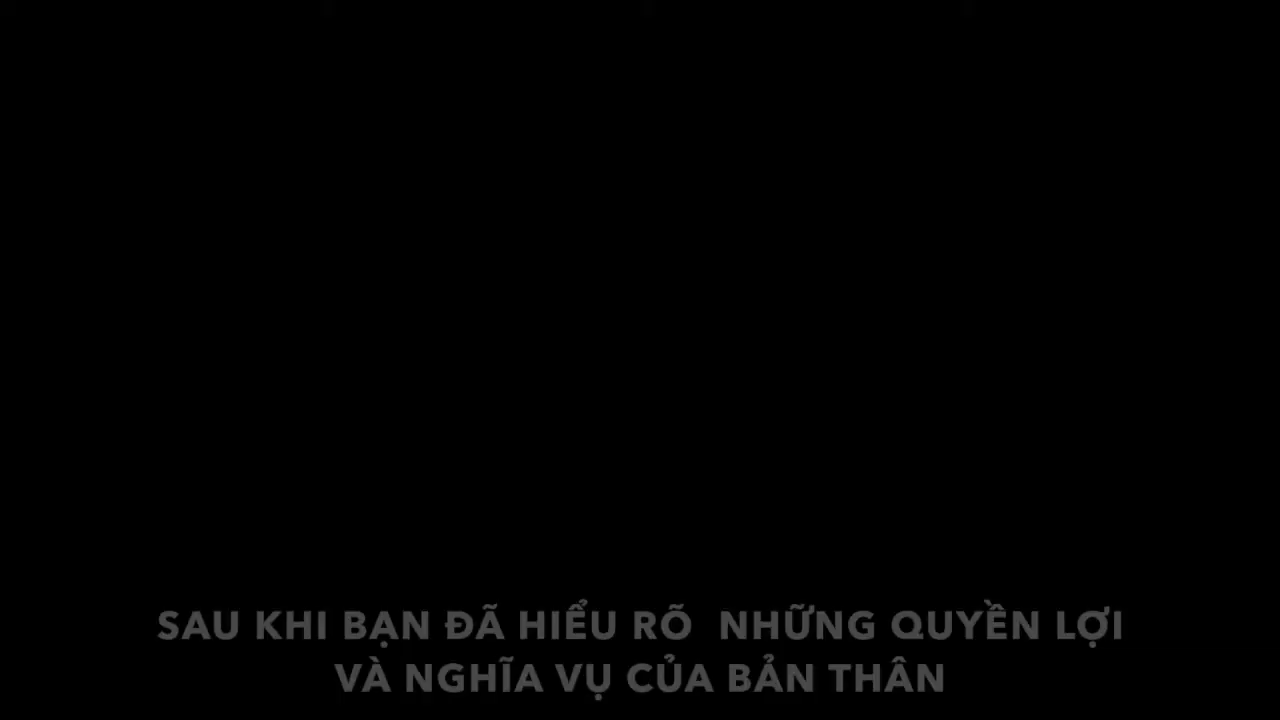 SAU KHI BẠN ĐÃ HIỂU RÕ  NHỮNG QUYỀN LỢI
VÀ NGHĨA VỤ CỦA BẢN THÂN